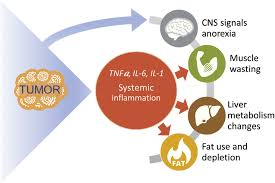 CNS signals
anorexia
Muscle
wasting
TUMOR
TNFα, IL-6, IL-1
Systemic
inflammation
Liver
metabolism
changes
FAT
Fat use and
depletion